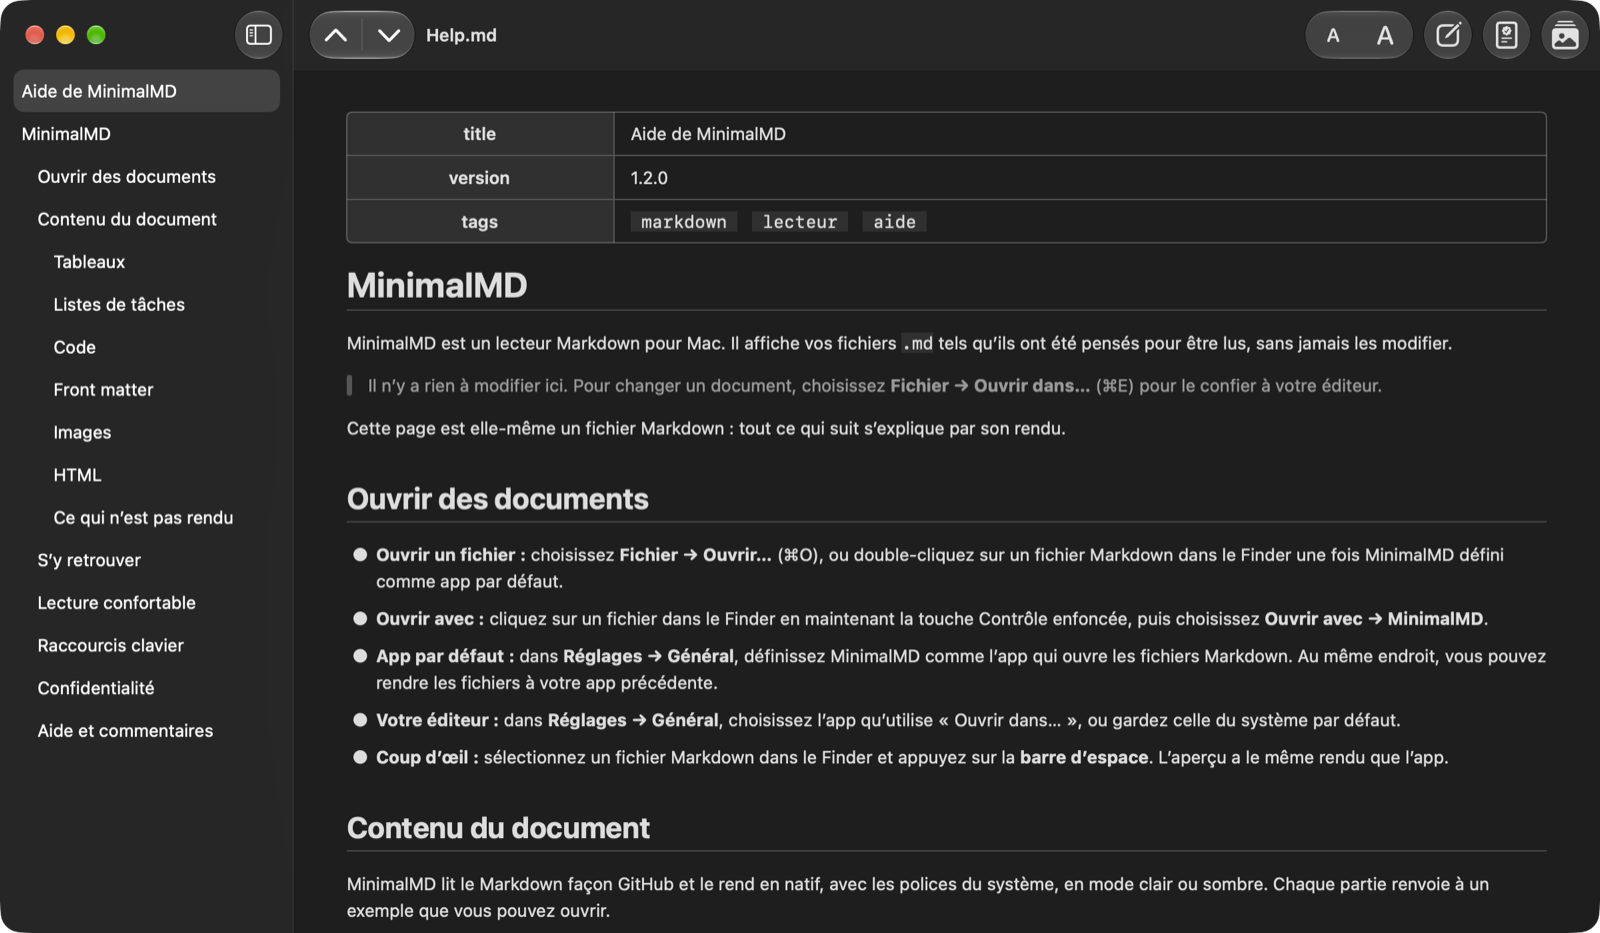 Help.md
A A
Aide de MinimalMD
MinimalMD
Ouvrir des documents
Contenu du document
Tableaux
Listes de tâches
Code
Front matter
Images
HTML
Ce qui n’est pas rendu
S’y retrouver
Lecture confortable
Raccourcis clavier
Confidentialité
Aide et commentaires
title Aide de MinimalMD
version 1.2.0
tags markdown lecteur aide
MinimalMD
MinimalMD est un lecteur Markdown pour Mac. Il affiche vos fichiers .md tels qu’ils ont été pensés pour être lus, sans jamais les modifier.
Il n’y a rien à modifier ici. Pour changer un document, choisissez Fichier → Ouvrir dans… (⌘E) pour le confier à votre éditeur.
Cette page est elle-même un fichier Markdown : tout ce qui suit s’explique par son rendu.
Ouvrir des documents
● Ouvrir un fichier : choisissez Fichier → Ouvrir… (⌘O), ou double-cliquez sur un fichier Markdown dans le Finder une fois MinimalMD défini
comme app par défaut.
● Ouvrir avec : cliquez sur un fichier dans le Finder en maintenant la touche Contrôle enfoncée, puis choisissez Ouvrir avec → MinimalMD.
● App par défaut : dans Réglages → Général, définissez MinimalMD comme l’app qui ouvre les fichiers Markdown. Au même endroit, vous pouvez
rendre les fichiers à votre app précédente.
● Votre éditeur : dans Réglages → Général, choisissez l’app qu’utilise « Ouvrir dans… », ou gardez celle du système par défaut.
● Coup d’œil : sélectionnez un fichier Markdown dans le Finder et appuyez sur la barre d’espace. L’aperçu a le même rendu que l’app.
Contenu du document
MinimalMD lit le Markdown façon GitHub et le rend en natif, avec les polices du système, en mode clair ou sombre. Chaque partie renvoie à un
exemple que vous pouvez ouvrir.